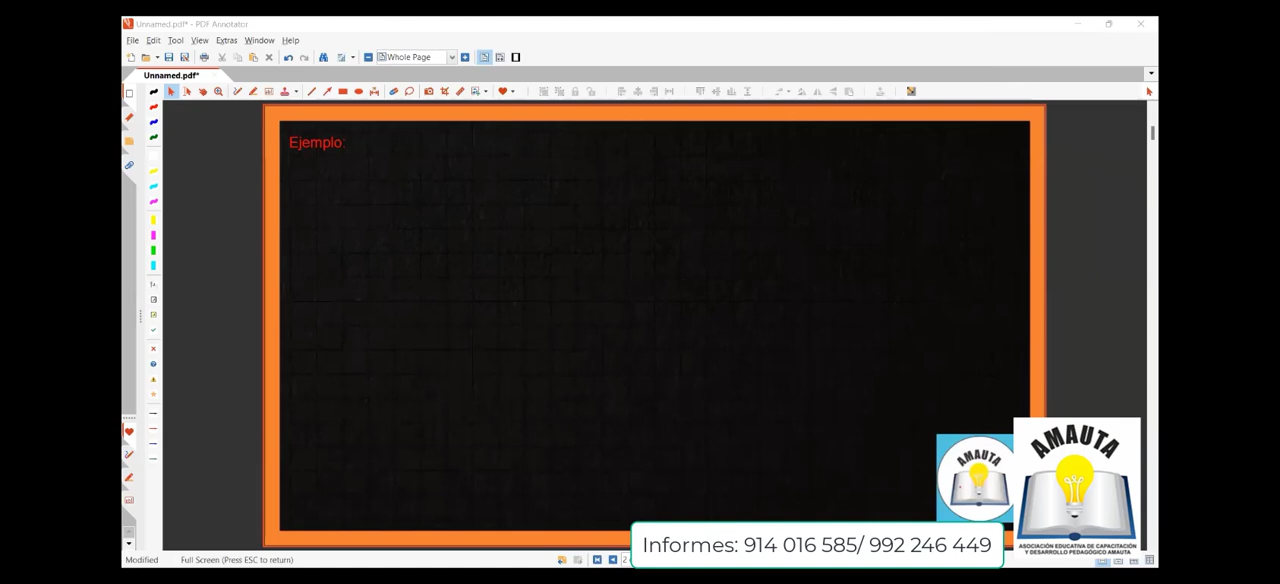 Unnamed.pdf* - PDF Annotator
File Edit Tool View Extras Window Help
Whole Page
Unnamed.pdf*
Ejemplo:
AMAUTA
AMAUTA
ASOCIACIÓN EDUCATIVA DE CAPACITACIÓN
Y DESARROLLO PEDAGÓGICO AMAUTA
Informes: 914 016 585/ 992 246 449
Modified Full Screen (Press ESC to return) 2